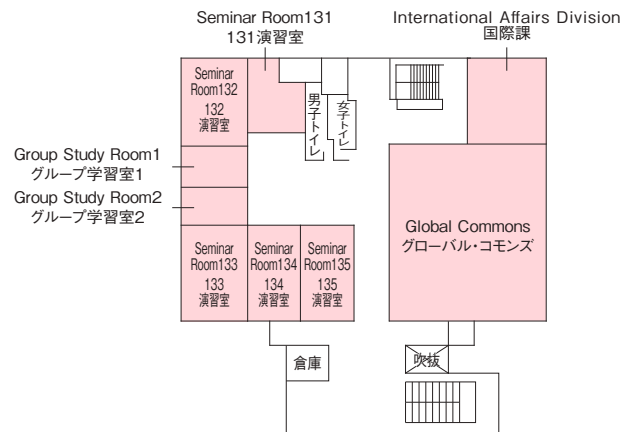 Seminar Room131
131演習室
International Affairs Division
国際課
Seminar
Room132
132
演習室
男子トイレ
女子トイレ
Group Study Room1
グループ学習室1
Group Study Room2
グループ学習室2
Global Commons
グローバル・コモンズ
Seminar
Room133
133
演習室
Seminar
Room134
134
演習室
Seminar
Room135
135
演習室
倉庫
吹抜